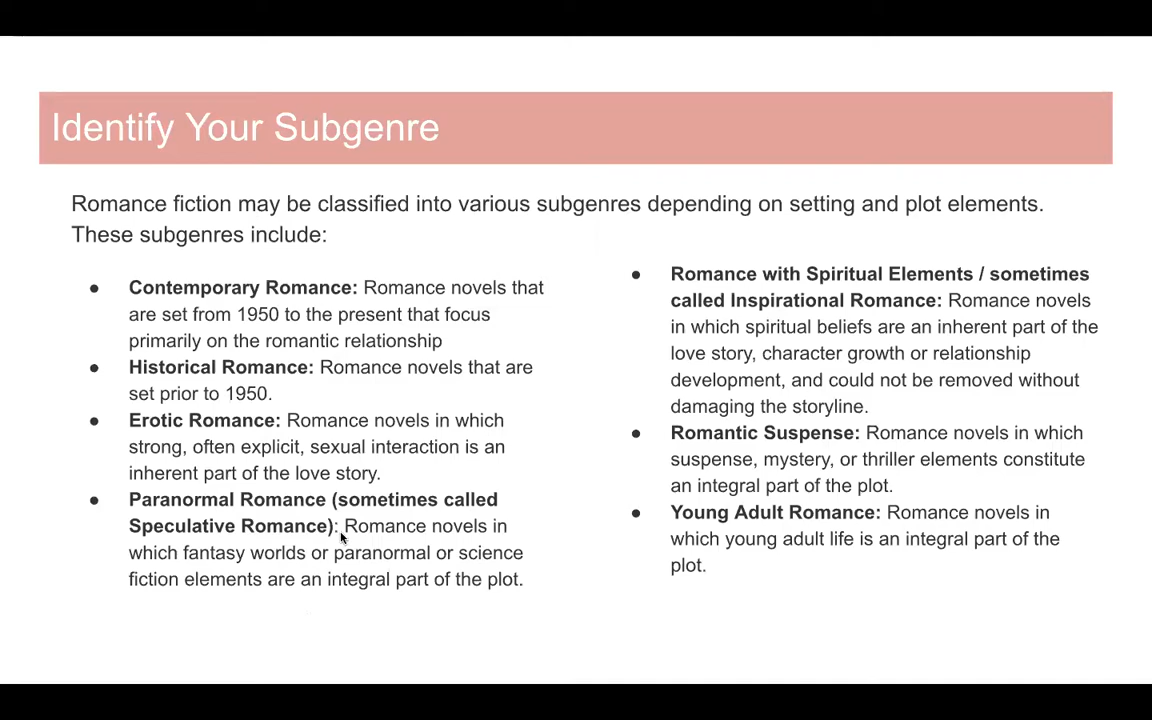 Identify Your Subgenre
Romance fiction may be classified into various subgenres depending on setting and plot elements.
These subgenres include:
● Contemporary Romance: Romance novels that
are set from 1950 to the present that focus
primarily on the romantic relationship
● Historical Romance: Romance novels that are
set prior to 1950.
● Erotic Romance: Romance novels in which
strong, often explicit, sexual interaction is an
inherent part of the love story.
● Paranormal Romance (sometimes called
Speculative Romance): Romance novels in
which fantasy worlds or paranormal or science
fiction elements are an integral part of the plot.
● Romance with Spiritual Elements / sometimes
called Inspirational Romance: Romance novels
in which spiritual beliefs are an inherent part of the
love story, character growth or relationship
development, and could not be removed without
damaging the storyline.
● Romantic Suspense: Romance novels in which
suspense, mystery, or thriller elements constitute
an integral part of the plot.
● Young Adult Romance: Romance novels in
which young adult life is an integral part of the
plot.